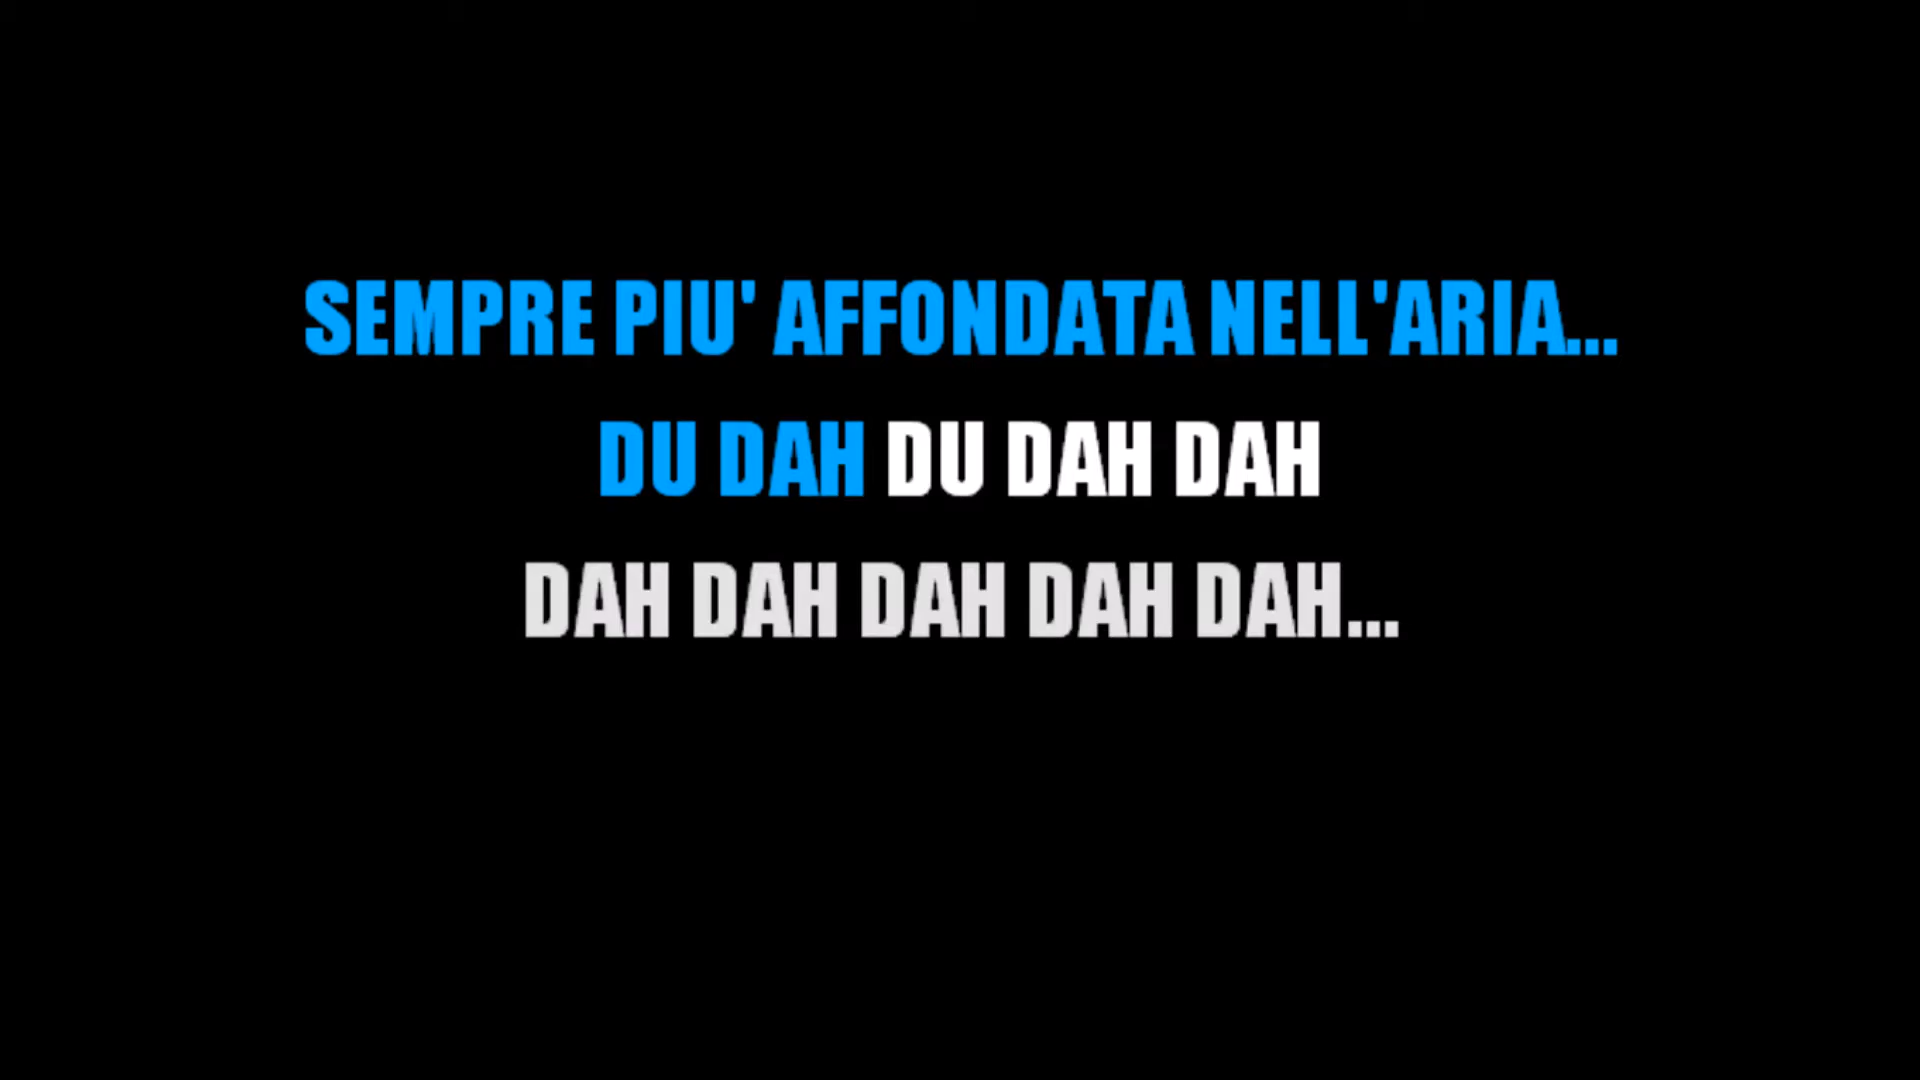 SEMPRE PIU' AFFONDATA NELL'ARIA...
DU DAH DU DAH DAH
DAH DAH DAH DAH DAH...